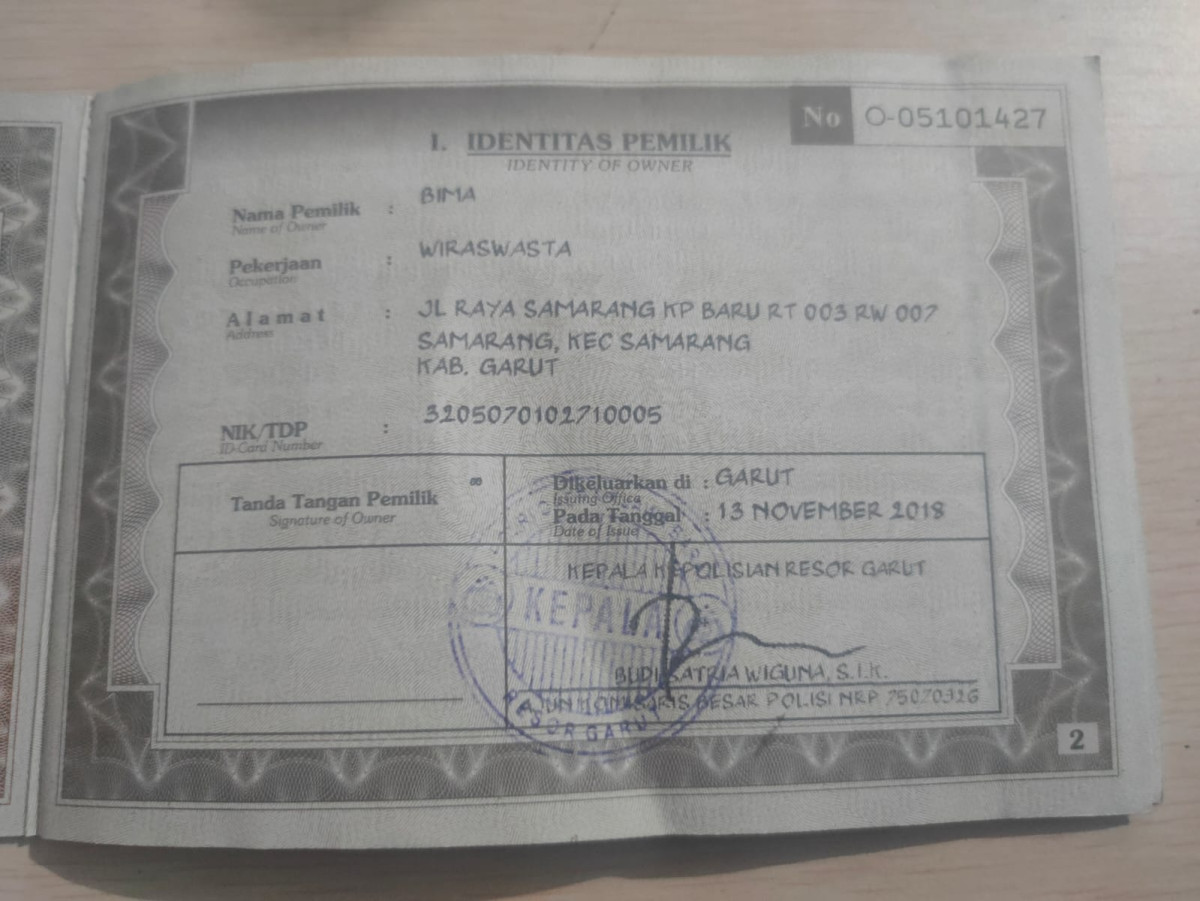 No O-05101427
I. IDENTITAS PEMILIK
IDENTITY OF OWNER
Nama Pemilik : BIMA
Name of Owner
Pekerjaan : WIRASWASTA
Occupation
Alamat : JL RAYA SAMARANG KP BARU RT 003 RW 007
Address
SAMARANG, KEC SAMARANG
KAB. GARUT
NIK/TDP : 3205070102710005
ID Card Number
Tanda Tangan Pemilik
Signature of Owner
Dikeluarkan di : GARUT
Issuing Office
Pada Tanggal : 13 NOVEMBER 2018
Date of Issue
KEPALA KEPOLISIAN RESOR GARUT
KEPALA
BUDI SATRIA WIGUNA, S.I.K.
AJUN KOMISARIS BESAR POLISI NRP 75070326
RESOR GARUT
2